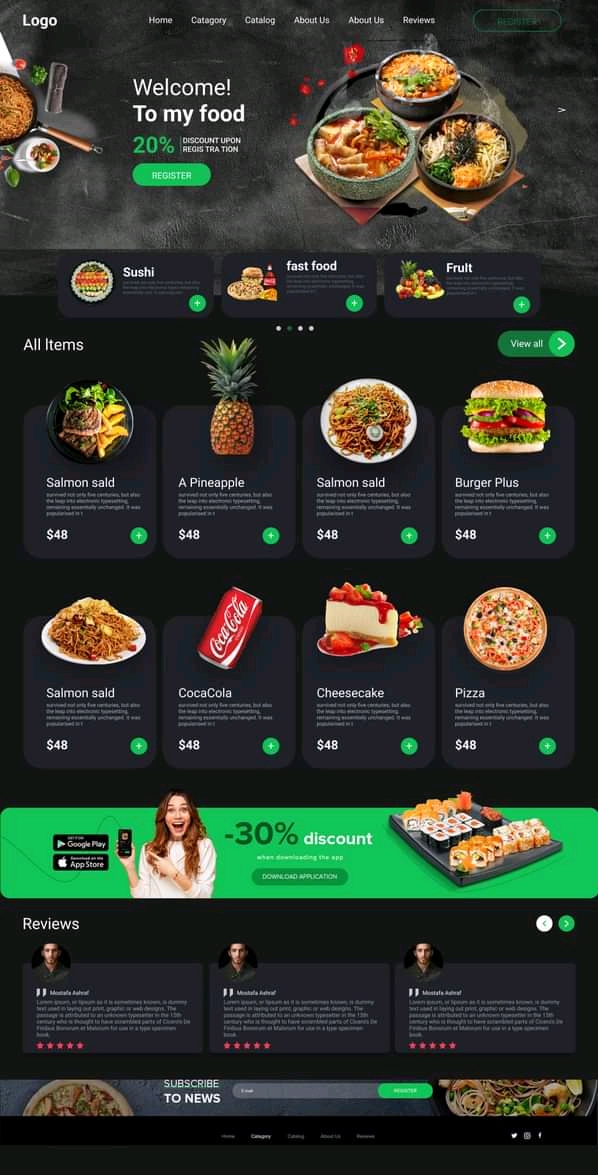 Logo
Home Catagory Catalog About Us About Us Reviews
REGISTER
Welcome!
To my food
20% DISCOUNT UPON
REGIS TRA TION
REGISTER
Sushi
fast food
Fruit
All Items
View all
Salmon sald
survived not only five centuries, but also
the leap into electronic typesetting,
remaining essentially unchanged. It was
popularised in t
$48
A Pineapple
survived not only five centuries, but also
the leap into electronic typesetting,
remaining essentially unchanged. It was
popularised in t
$48
Salmon sald
survived not only five centuries, but also
the leap into electronic typesetting,
remaining essentially unchanged. It was
popularised in t
$48
Burger Plus
survived not only five centuries, but also
the leap into electronic typesetting,
remaining essentially unchanged. It was
popularised in t
$48
Salmon sald
survived not only five centuries, but also
the leap into electronic typesetting,
remaining essentially unchanged. It was
popularised in t
$48
CocaCola
survived not only five centuries, but also
the leap into electronic typesetting,
remaining essentially unchanged. It was
popularised in t
$48
Coca-Cola
Cheesecake
survived not only five centuries, but also
the leap into electronic typesetting,
remaining essentially unchanged. It was
popularised in t
$48
Pizza
survived not only five centuries, but also
the leap into electronic typesetting,
remaining essentially unchanged. It was
popularised in t
$48
GET IT ON
Google Play
Download on the
App Store
-30% discount
when downloading the app
DOWNLOAD APPLICATION
Reviews
Mostafa Ashraf
Lorem ipsum, or lipsum as it is sometimes known, is dummy
text used in laying out print, graphic or web designs. The
passage is attributed to an unknown typesetter in the 15th
century who is thought to have scrambled parts of Cicero's De
Finibus Bonorum et Malorum for use in a type specimen
book.
Mostafa Ashraf
Lorem ipsum, or lipsum as it is sometimes known, is dummy
text used in laying out print, graphic or web designs. The
passage is attributed to an unknown typesetter in the 15th
century who is thought to have scrambled parts of Cicero's De
Finibus Bonorum et Malorum for use in a type specimen
book.
Mostafa Ashraf
Lorem ipsum, or lipsum as it is sometimes known, is dummy
text used in laying out print, graphic or web designs. The
passage is attributed to an unknown typesetter in the 15th
century who is thought to have scrambled parts of Cicero's De
Finibus Bonorum et Malorum for use in a type specimen
book.
SUBSCRIBE
TO NEWS
E-mail
REGISTER
Home Catagory Catalog About Us Reviews